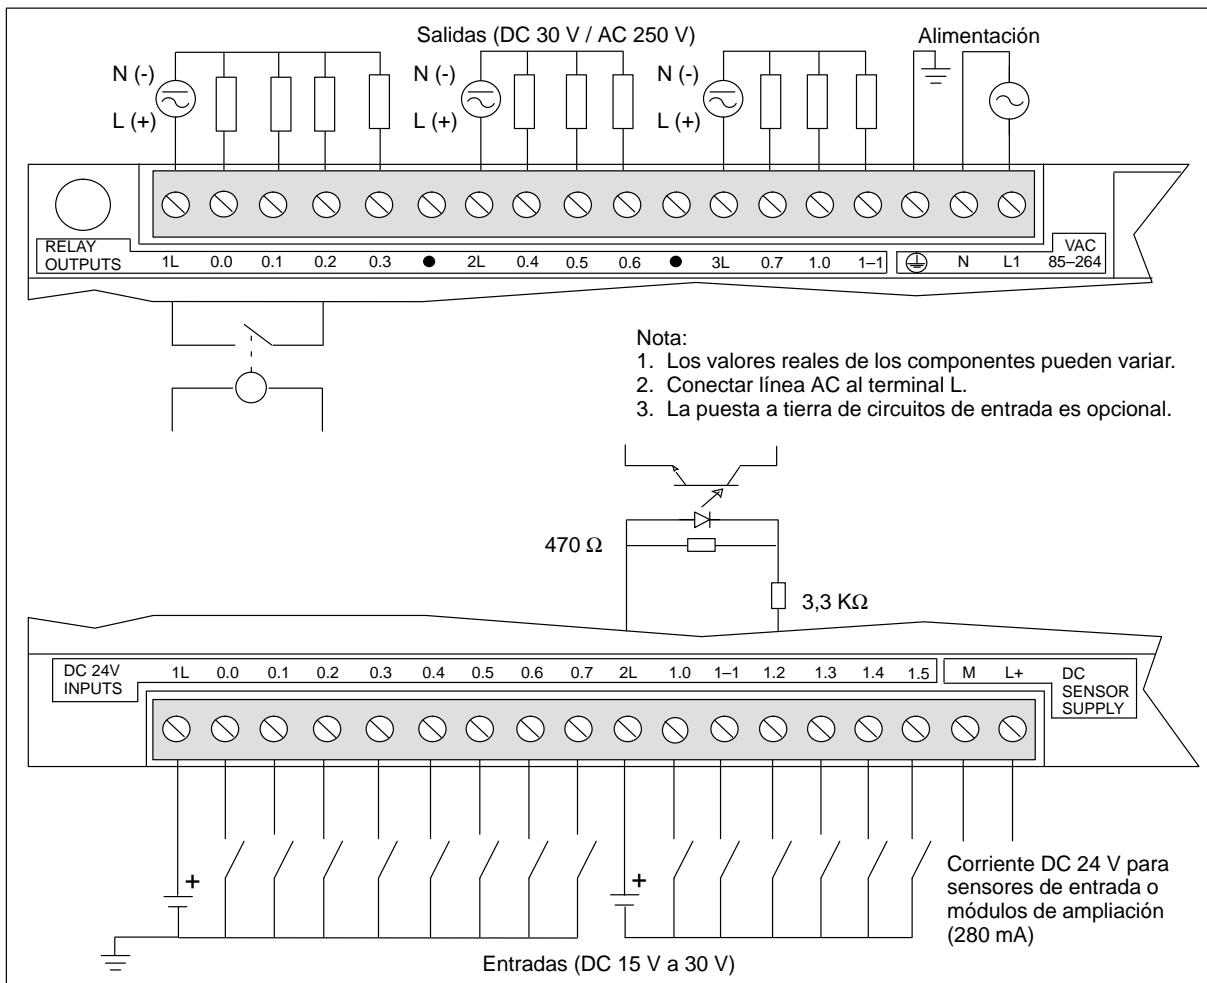 Salidas (DC 30 V / AC 250 V)
Alimentación
N (-)
N (-)
N (-)
L (+)
L (+)
L (+)
RELAY
OUTPUTS
1L 0.0 0.1 0.2 0.3 ● 2L 0.4 0.5 0.6 ● 3L 0.7 1.0 1–1 N L1
VAC
85–264
Nota:
1. Los valores reales de los componentes pueden variar.
2. Conectar línea AC al terminal L.
3. La puesta a tierra de circuitos de entrada es opcional.
470 Ω
3,3 KΩ
DC 24V
INPUTS
1L 0.0 0.1 0.2 0.3 0.4 0.5 0.6 0.7 2L 1.0 1–1 1.2 1.3 1.4 1.5 M L+
DC
SENSOR
SUPPLY
+
+
Corriente DC 24 V para
sensores de entrada o
módulos de ampliación
(280 mA)
Entradas (DC 15 V a 30 V)